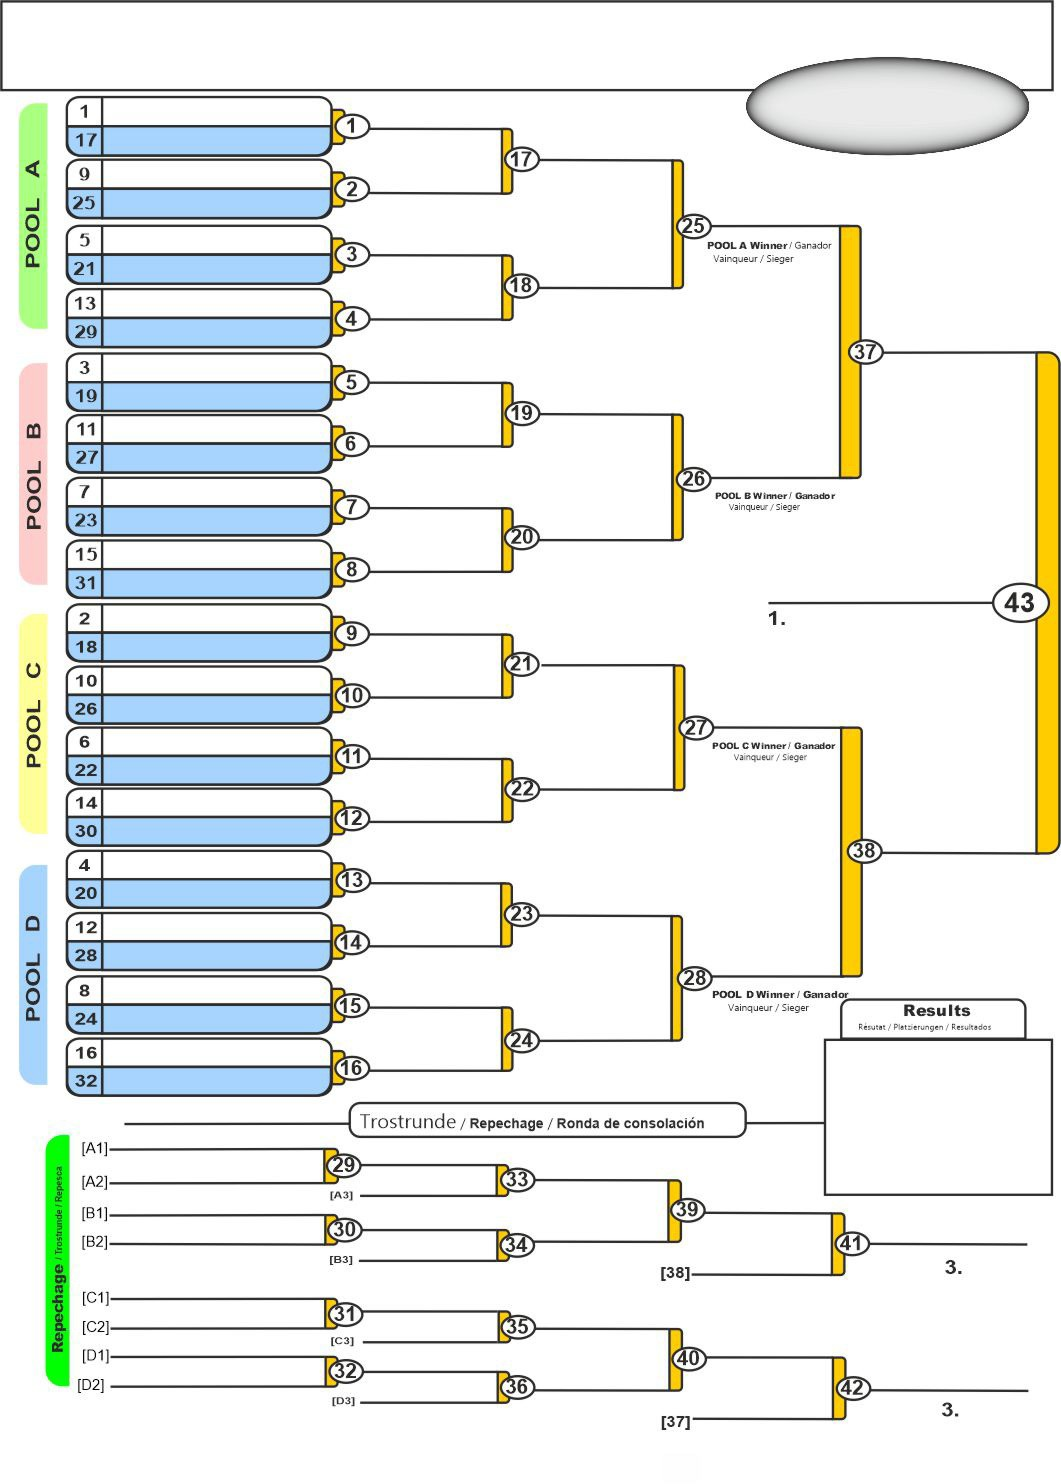 POOL A
1
17
1
9
25
2
17
5
21
3
13
29
4
18
25
POOL A Winner / Ganador
Vainqueur / Sieger
POOL B
3
19
5
11
27
6
19
7
23
7
15
31
8
20
26
POOL B Winner / Ganador
Vainqueur / Sieger
37
POOL C
2
18
9
10
26
10
21
6
22
11
14
30
12
22
27
POOL C Winner / Ganador
Vainqueur / Sieger
POOL D
4
20
13
12
28
14
23
8
24
15
16
32
16
24
28
POOL D Winner / Ganador
Vainqueur / Sieger
38
43
1.
Results
Résutat / Platzierungen / Resultados
Trostrunde / Repechage / Ronda de consolación
Repechage / Trostrunde / Repesca
[A1]
[A2]
29
[A3]
33
[B1]
[B2]
30
[B3]
34
39
[38]
41
3.
[C1]
[C2]
31
[C3]
35
[D1]
[D2]
32
[D3]
36
40
[37]
42
3.